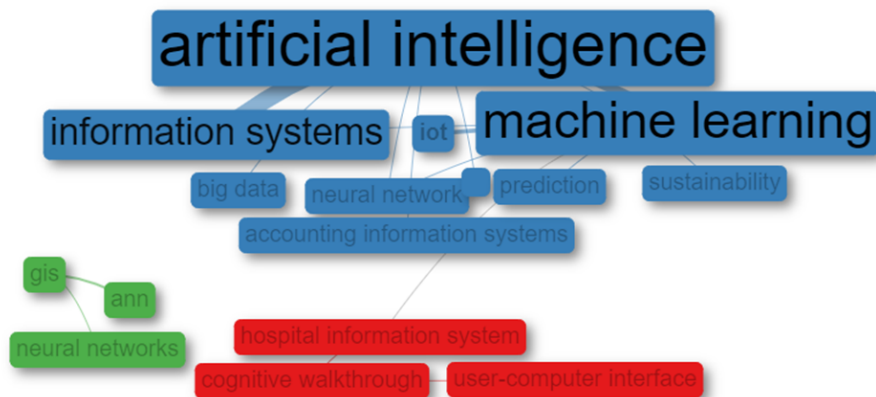 artificial intelligence
information systems
iot
machine learning
big data
neural network
prediction
sustainability
accounting information systems
gis
ann
neural networks
hospital information system
cognitive walkthrough
user-computer interface